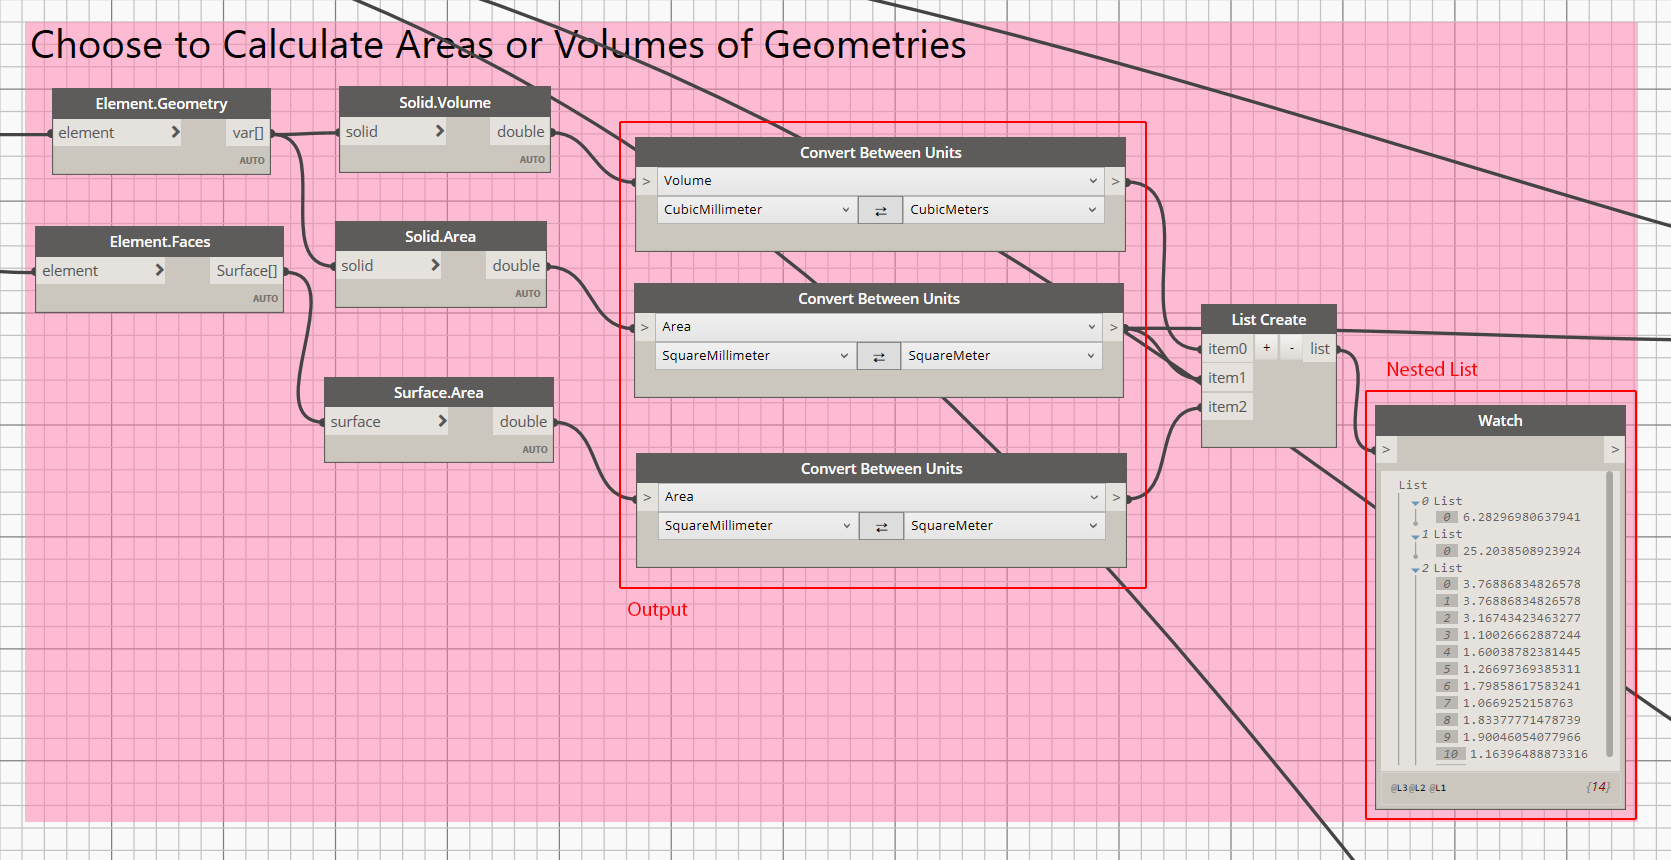 Choose to Calculate Areas or Volumes of Geometries
Element.Geometry
element > var[]
AUTO
Solid.Volume
solid > double
AUTO
Element.Faces
element > Surface[]
AUTO
Solid.Area
solid > double
AUTO
Surface.Area
surface > double
AUTO
Convert Between Units
> Volume >
CubicMillimeter ⇄ CubicMeters
Convert Between Units
> Area >
SquareMillimeter ⇄ SquareMeter
Convert Between Units
> Area >
SquareMillimeter ⇄ SquareMeter
Output
List Create
item0 + - list
item1
item2
Nested List
Watch
> >
List
0 List
0 6.28296980637941
1 List
0 25.2038508923924
2 List
0 3.76886834826578
1 3.76886834826578
2 3.16743423463277
3 1.10026662887244
4 1.60038782381445
5 1.26697369385311
6 1.79858617583241
7 1.0669252158763
8 1.83377771478739
9 1.90046054077966
10 1.16396488873316
@L3 @L2 @L1 {14}